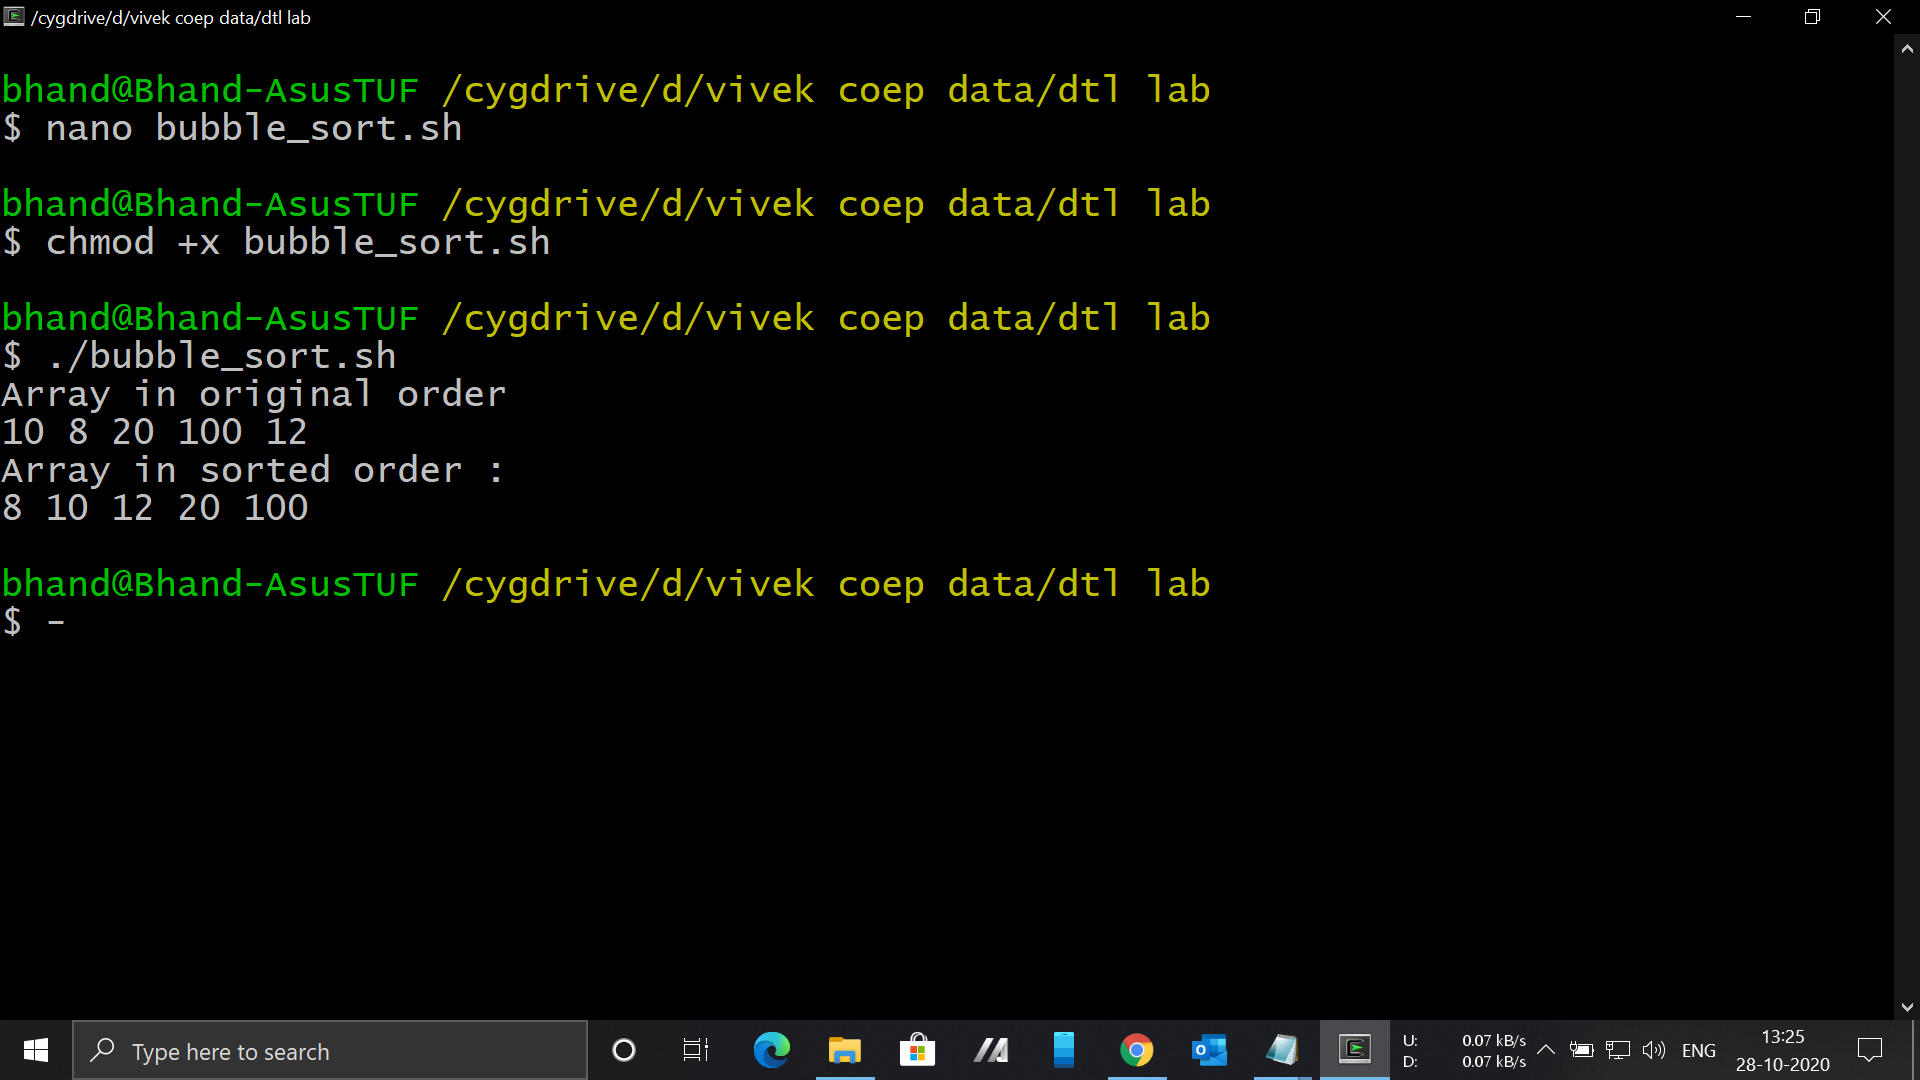 /cygdrive/d/vivek coep data/dtl lab
bhand@Bhand-AsusTUF /cygdrive/d/vivek coep data/dtl lab
$ nano bubble_sort.sh
bhand@Bhand-AsusTUF /cygdrive/d/vivek coep data/dtl lab
$ chmod +x bubble_sort.sh
bhand@Bhand-AsusTUF /cygdrive/d/vivek coep data/dtl lab
$ ./bubble_sort.sh
Array in original order
10 8 20 100 12
Array in sorted order :
8 10 12 20 100
bhand@Bhand-AsusTUF /cygdrive/d/vivek coep data/dtl lab
$ -
Type here to search
U: 0.07 kB/s
D: 0.07 kB/s
ENG
13:25
28-10-2020